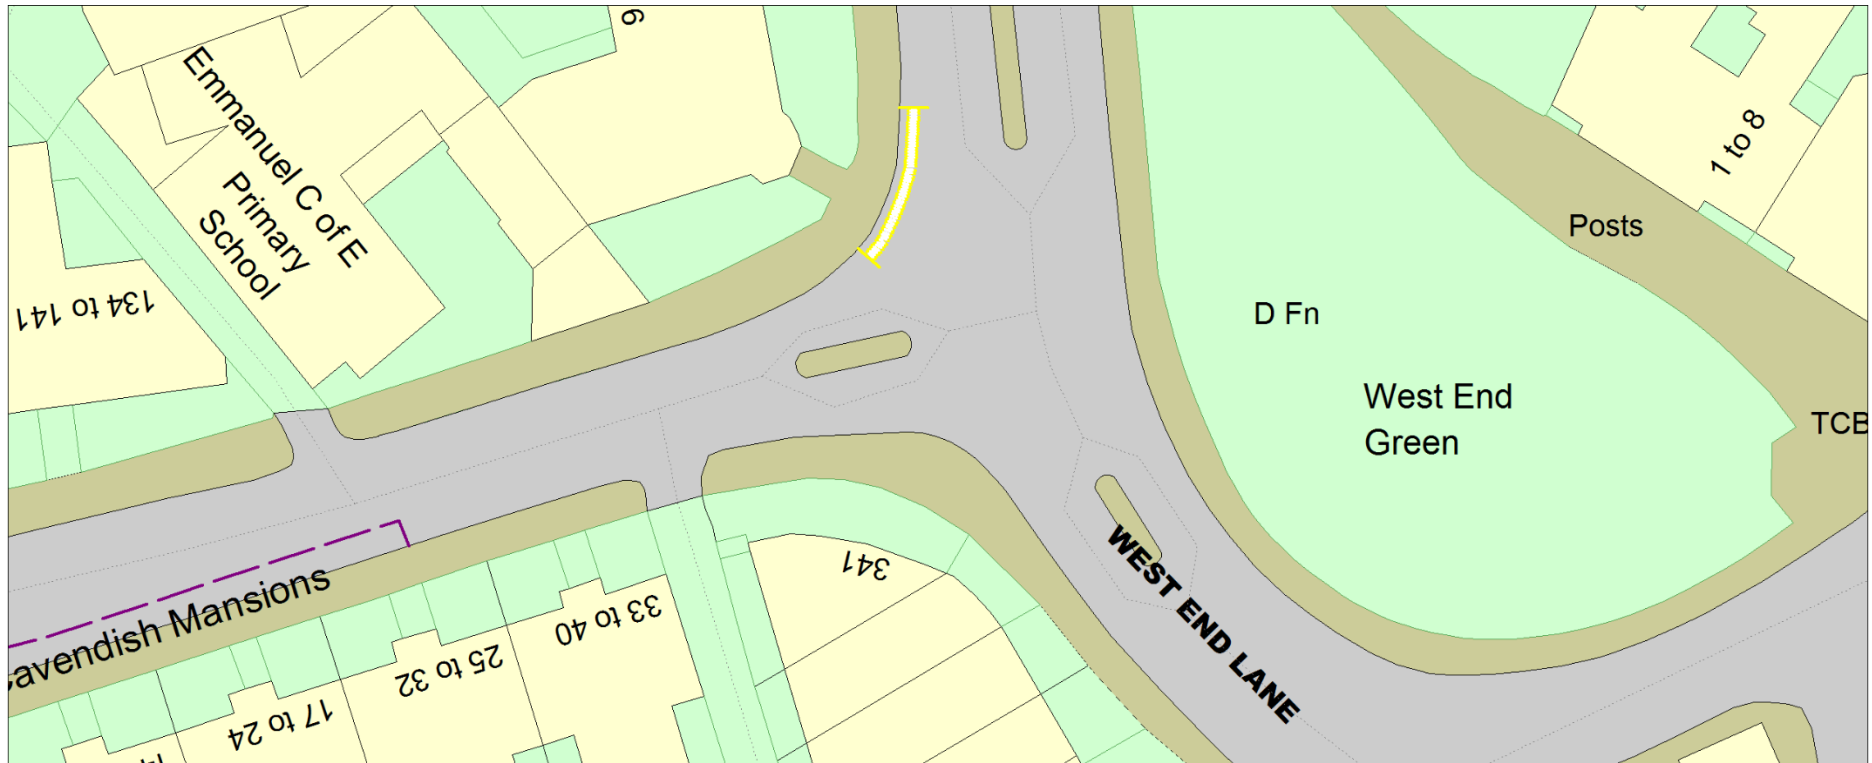 9
Emmanuel C of E
Primary
School
134 to 141
1 to 8
Posts
D Fn
West End
Green
TCB
WEST END LANE
341
Cavendish Mansions
33 to 40
25 to 32
17 to 24